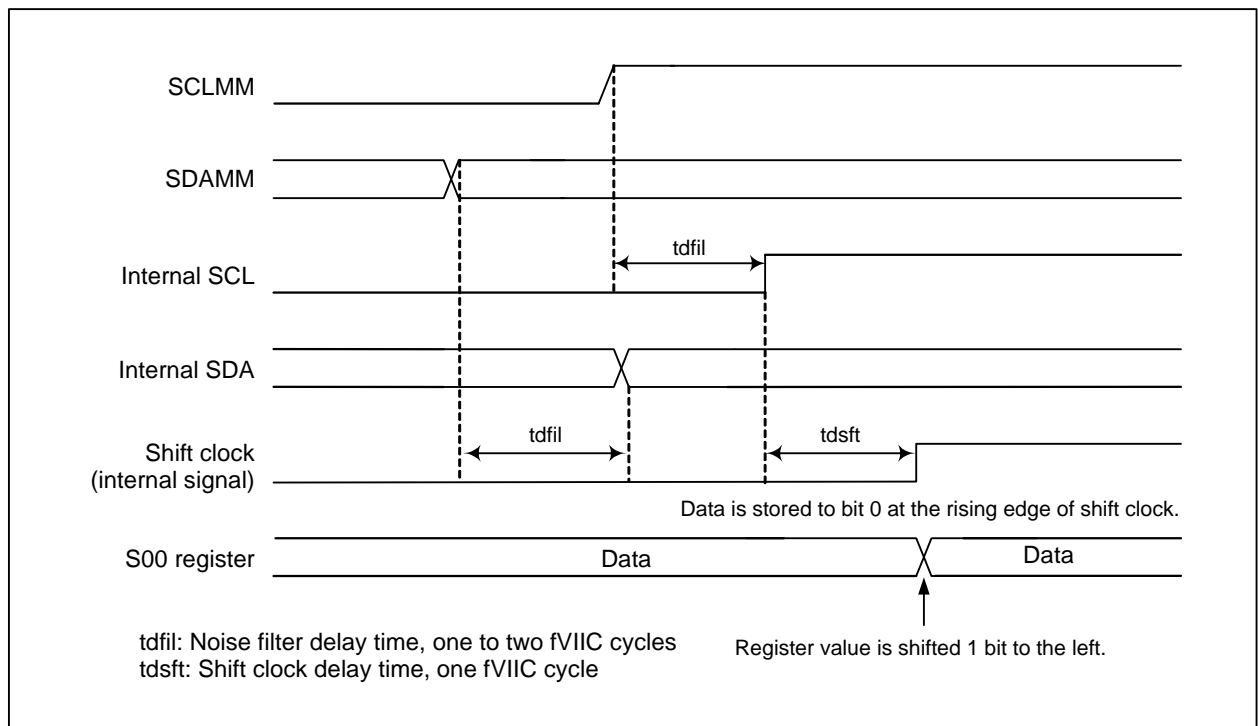 SCLMM
SDAMM
tdfil
Internal SCL
Internal SDA
tdfil
tdsft
Shift clock
(internal signal)
Data is stored to bit 0 at the rising edge of shift clock.
S00 register
Data
Data
tdfil: Noise filter delay time, one to two fVIIC cycles
tdsft: Shift clock delay time, one fVIIC cycle
Register value is shifted 1 bit to the left.